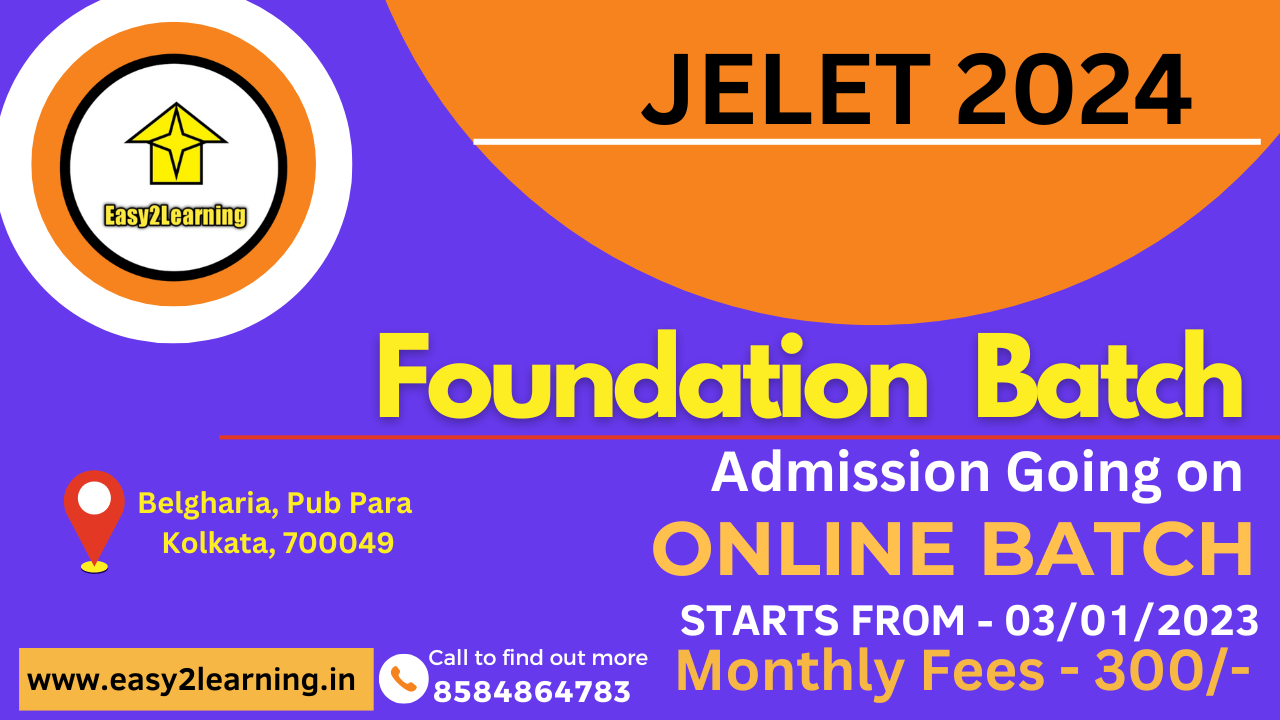 JELET 2024
Easy2Learning
Foundation Batch
Admission Going on
ONLINE BATCH
STARTS FROM - 03/01/2023
Monthly Fees - 300/-
Belgharia, Pub Para
Kolkata, 700049
www.easy2learning.in
Call to find out more
8584864783